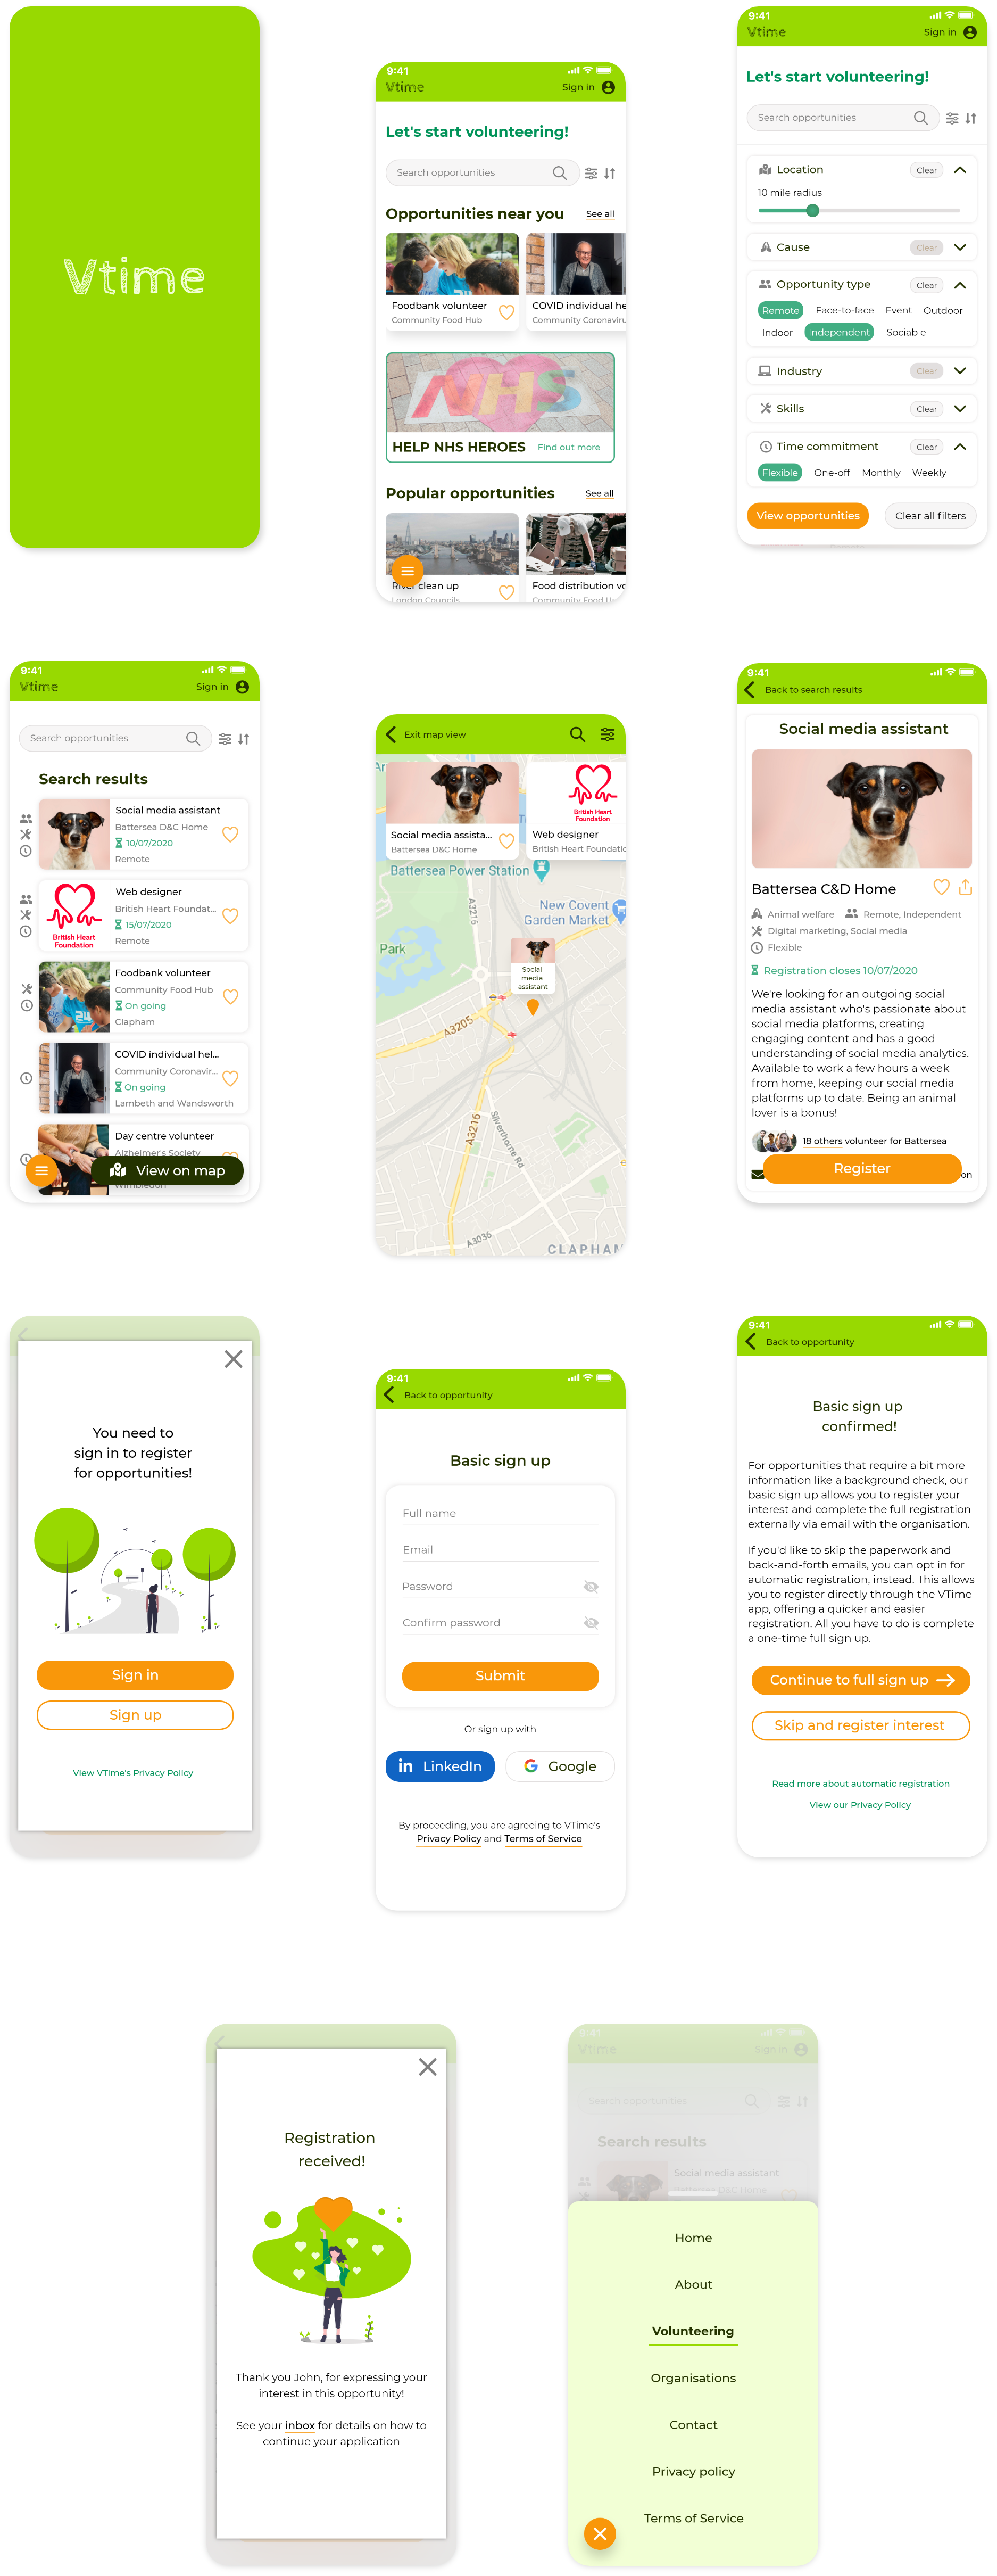 Vtime
9:41
Vtime
Sign in
Let's start volunteering!
Search opportunities
Opportunities near you
See all
Foodbank volunteer
Community Food Hub
COVID individual he
Community Coronaviru
NHS
HELP NHS HEROES
Find out more
Popular opportunities
See all
River clean up
London Councils
Food distribution vo
Community Food Hu
9:41
Vtime
Sign in
Let's start volunteering!
Search opportunities
Location
Clear
10 mile radius
Cause
Clear
Opportunity type
Clear
Remote Face-to-face Event Outdoor
Indoor Independent Sociable
Industry
Clear
Skills
Clear
Time commitment
Clear
Flexible One-off Monthly Weekly
View opportunities
Clear all filters
9:41
Vtime
Sign in
Search opportunities
Search results
Social media assistant
Battersea D&C Home
10/07/2020
Remote
British Heart
Foundation
Web designer
British Heart Foundat...
15/07/2020
Remote
Foodbank volunteer
Community Food Hub
On going
Clapham
COVID individual hel...
Community Coronavir...
On going
Lambeth and Wandsworth
Day centre volunteer
Alzheimer's Society
Wimbledon
View on map
Exit map view
Social media assista...
Battersea D&C Home
British Heart
Foundation
Web designer
British Heart Foundatio
Battersea Power Station
New Covent
Garden Market
A3216
Park
Social
media
assistant
A3205
A3216
Silverthorne Rd
A3036
CLAPHAM
9:41
Back to search results
Social media assistant
Battersea C&D Home
Animal welfare
Remote, Independent
Digital marketing, Social media
Flexible
Registration closes 10/07/2020
We're looking for an outgoing social
media assistant who's passionate about
social media platforms, creating
engaging content and has a good
understanding of social media analytics.
Available to work a few hours a week
from home, keeping our social media
platforms up to date. Being an animal
lover is a bonus!
18 others volunteer for Battersea
Register
on
You need to
sign in to register
for opportunities!
Sign in
Sign up
View VTime's Privacy Policy
9:41
Back to opportunity
Basic sign up
Full name
Email
Password
Confirm password
Submit
Or sign up with
in LinkedIn
G Google
By proceeding, you are agreeing to VTime's
Privacy Policy and Terms of Service
9:41
Back to opportunity
Basic sign up
confirmed!
For opportunities that require a bit more
information like a background check, our
basic sign up allows you to register your
interest and complete the full registration
externally via email with the organisation.
If you'd like to skip the paperwork and
back-and-forth emails, you can opt in for
automatic registration, instead. This allows
you to register directly through the VTime
app, offering a quicker and easier
registration. All you have to do is complete
a one-time full sign up.
Continue to full sign up
Skip and register interest
Read more about automatic registration
View our Privacy Policy
Registration
received!
Thank you John, for expressing your
interest in this opportunity!
See your inbox for details on how to
continue your application
9:41
Vtime
Sign in
Search opportunities
Search results
Social media assistant
Battersea D&C Home
Home
About
Volunteering
Organisations
Contact
Privacy policy
Terms of Service